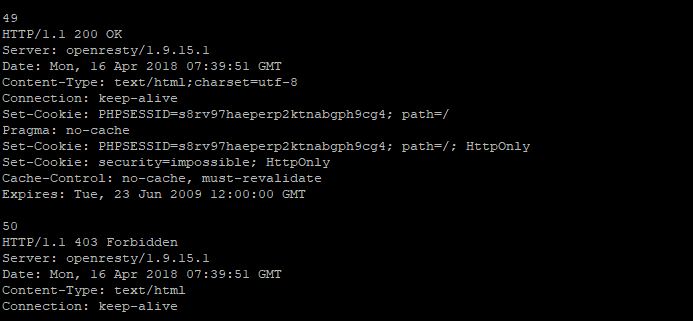 49
HTTP/1.1 200 OK
Server: openresty/1.9.15.1
Date: Mon, 16 Apr 2018 07:39:51 GMT
Content-Type: text/html;charset=utf-8
Connection: keep-alive
Set-Cookie: PHPSESSID=s8rv97haeperp2ktnabgph9cg4; path=/
Pragma: no-cache
Set-Cookie: PHPSESSID=s8rv97haeperp2ktnabgph9cg4; path=/; HttpOnly
Set-Cookie: security=impossible; HttpOnly
Cache-Control: no-cache, must-revalidate
Expires: Tue, 23 Jun 2009 12:00:00 GMT
50
HTTP/1.1 403 Forbidden
Server: openresty/1.9.15.1
Date: Mon, 16 Apr 2018 07:39:51 GMT
Content-Type: text/html
Connection: keep-alive